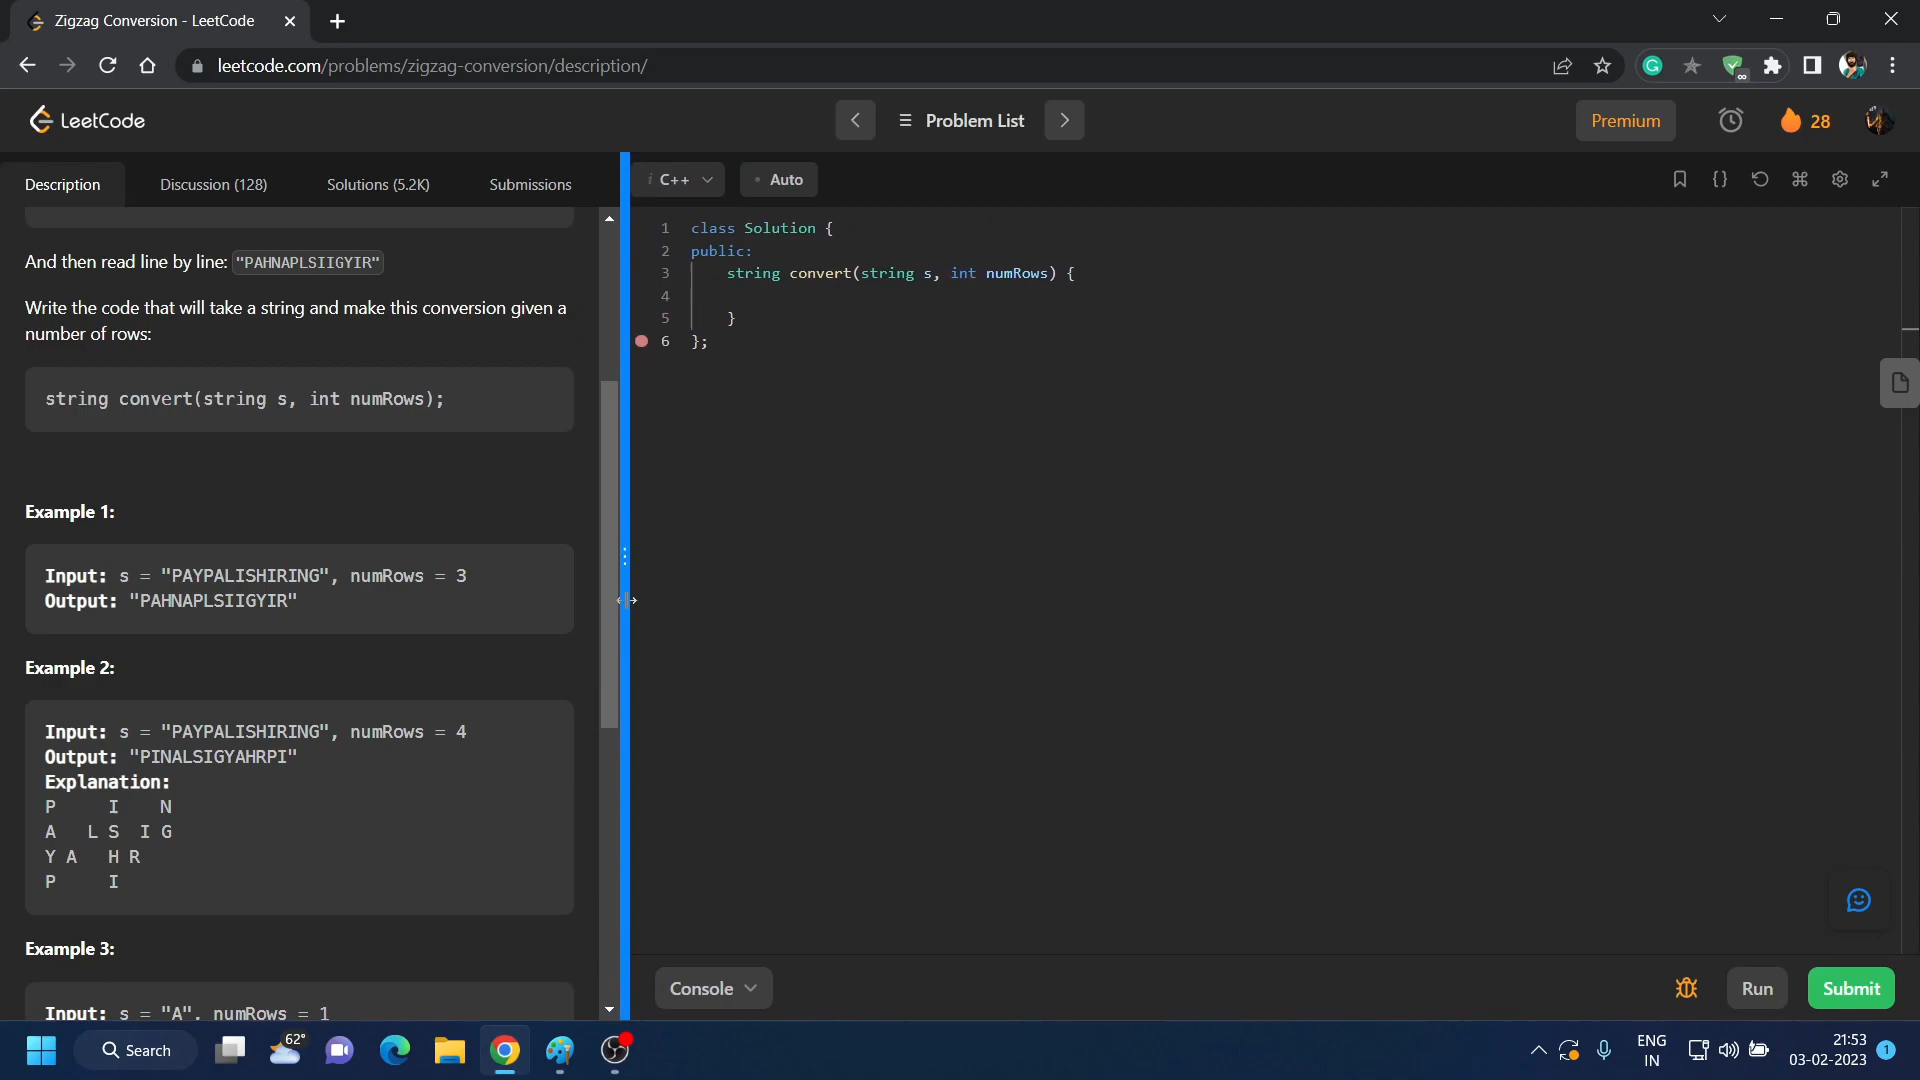 Zigzag Conversion - LeetCode
leetcode.com/problems/zigzag-conversion/description/
LeetCode
Problem List
Premium
28
Description
Discussion (128)
Solutions (5.2K)
Submissions
i C++
Auto
And then read line by line: "PAHNAPLSIIGYIR"
Write the code that will take a string and make this conversion given a
number of rows:
string convert(string s, int numRows);
Example 1:
Input: s = "PAYPALISHIRING", numRows = 3
Output: "PAHNAPLSIIGYIR"
Example 2:
Input: s = "PAYPALISHIRING", numRows = 4
Output: "PINALSIGYAHRPI"
Explanation:
P     I    N
A   L S  I G
Y A   H R
P     I
Example 3:
Input: s = "A", numRows = 1
1 class Solution {
2 public:
3     string convert(string s, int numRows) {
4
5     }
6 };
Console
Run
Submit
Search
62°
ENG
IN
21:53
03-02-2023
1